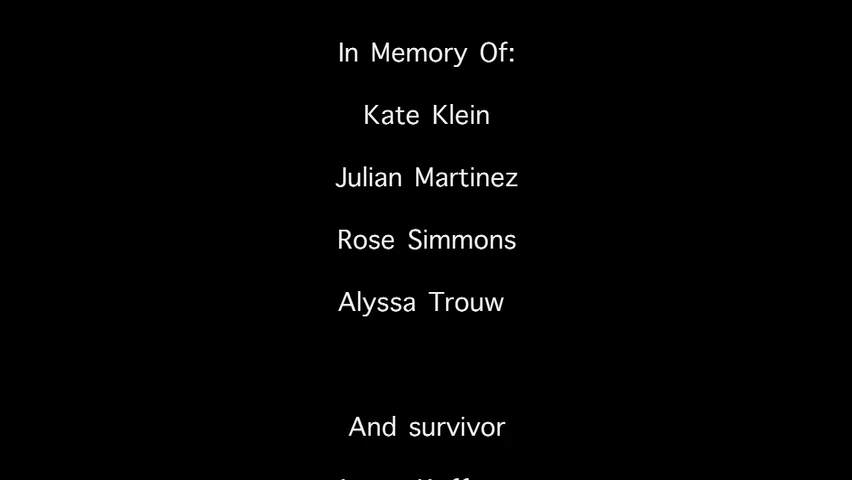 In Memory Of:
Kate Klein
Julian Martinez
Rose Simmons
Alyssa Trouw
And survivor